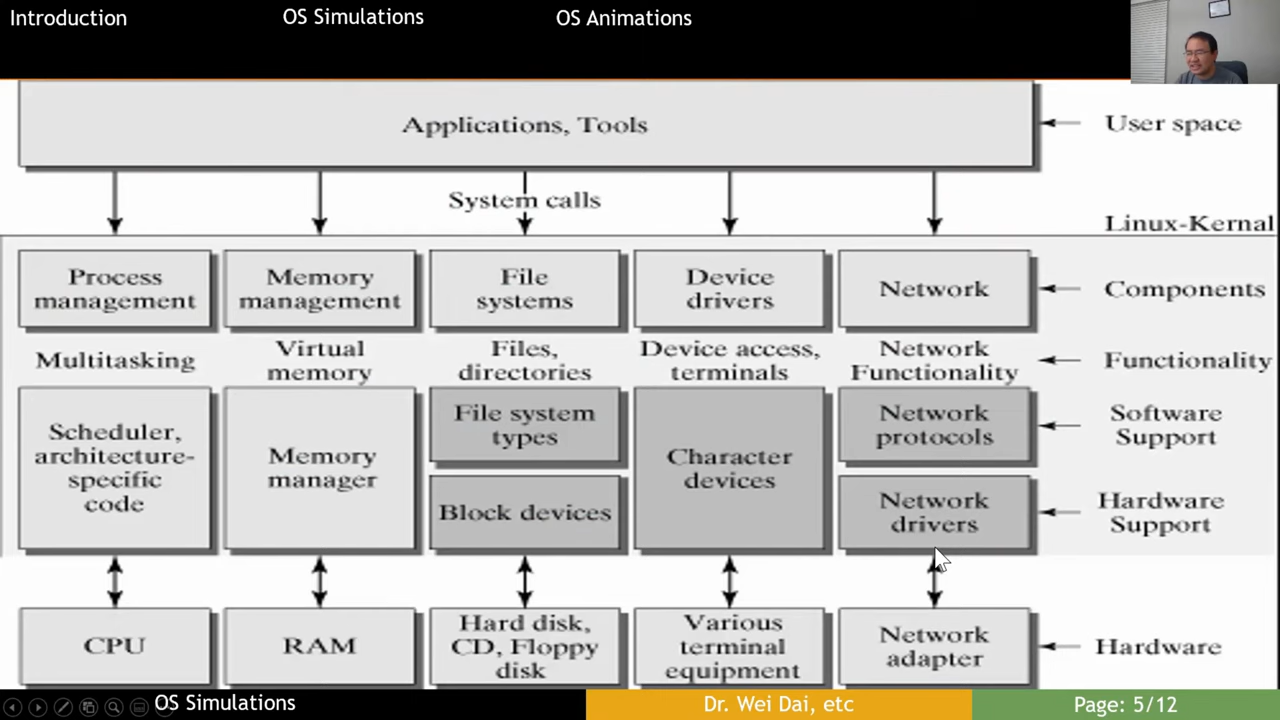 Introduction
OS Simulations
OS Animations
Applications, Tools
User space
System calls
Linux-Kernal
Process
management
Memory
management
File
systems
Device
drivers
Network
Components
Multitasking
Virtual
memory
Files,
directories
Device access,
terminals
Network
Functionality
Functionality
Scheduler,
architecture-
specific
code
Memory
manager
File system
types
Block devices
Character
devices
Network
protocols
Network
drivers
Software
Support
Hardware
Support
CPU
RAM
Hard disk,
CD, Floppy
disk
Various
terminal
equipment
Network
adapter
Hardware
OS Simulations
Dr. Wei Dai, etc
Page: 5/12